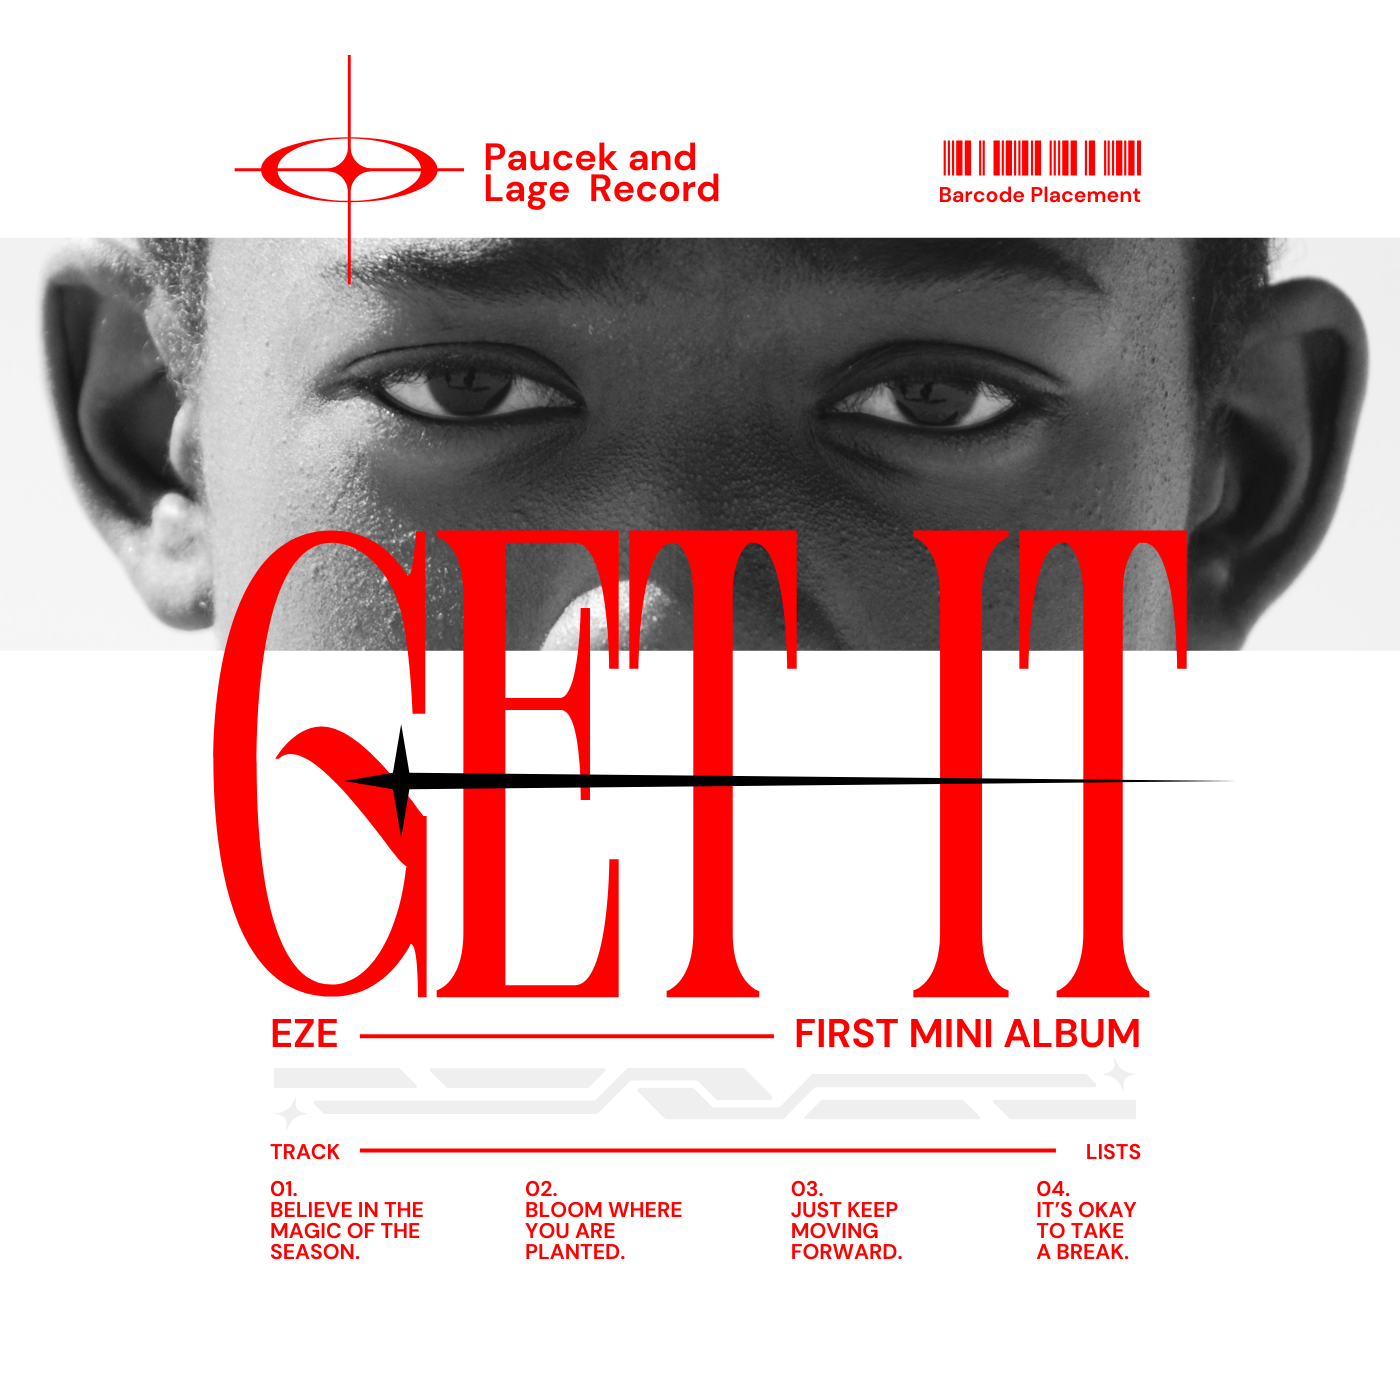 Paucek and
Lage Record
Barcode Placement
GET IT
EZE
FIRST MINI ALBUM
TRACK
LISTS
01.
BELIEVE IN THE
MAGIC OF THE
SEASON.
02.
BLOOM WHERE
YOU ARE
PLANTED.
03.
JUST KEEP
MOVING
FORWARD.
04.
IT'S OKAY
TO TAKE
A BREAK.